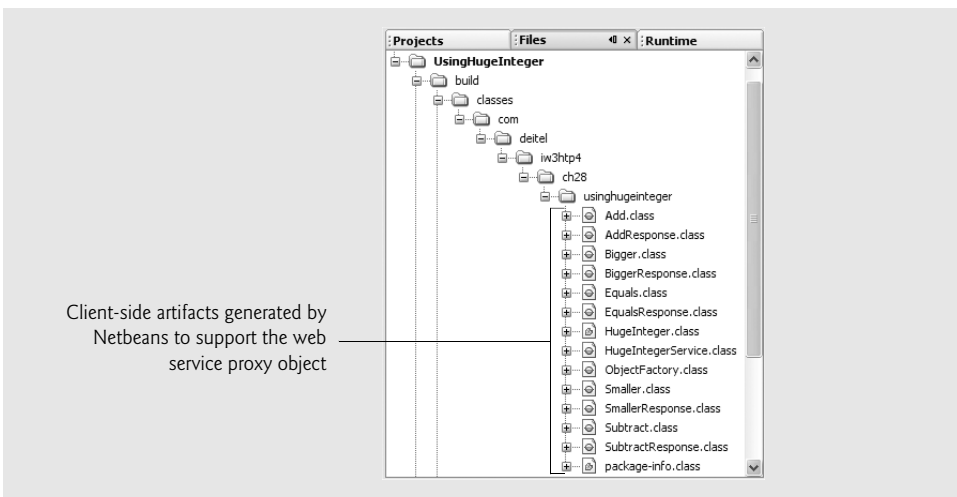 Projects Files Runtime
UsingHugeInteger
build
classes
com
deitel
iw3htp4
ch28
usinghugeinteger
Add.class
AddResponse.class
Bigger.class
BiggerResponse.class
Equals.class
EqualsResponse.class
HugeInteger.class
HugeIntegerService.class
ObjectFactory.class
Smaller.class
SmallerResponse.class
Subtract.class
SubtractResponse.class
package-info.class
Client-side artifacts generated by
Netbeans to support the web
service proxy object